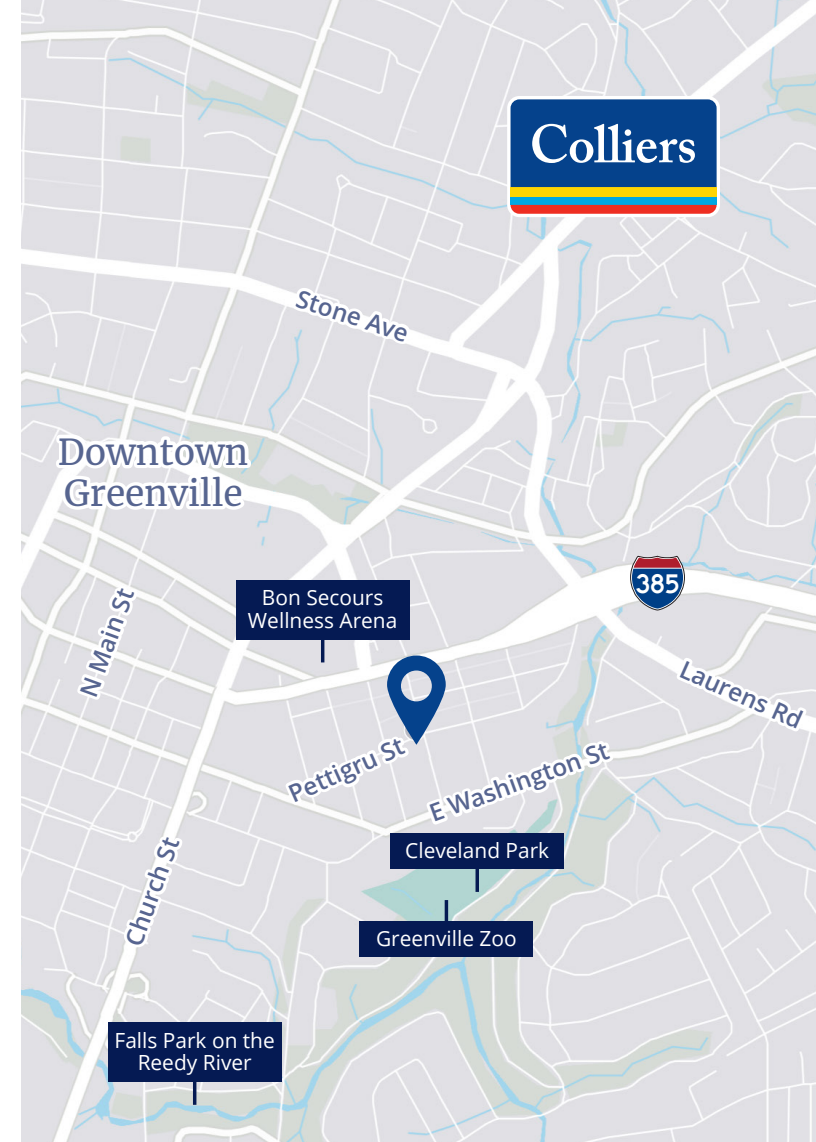 Colliers
Stone Ave
Downtown
Greenville
385
Bon Secours
Wellness Arena
N Main St
Laurens Rd
Pettigru St
E Washington St
Cleveland Park
Church St
Greenville Zoo
Falls Park on the
Reedy River